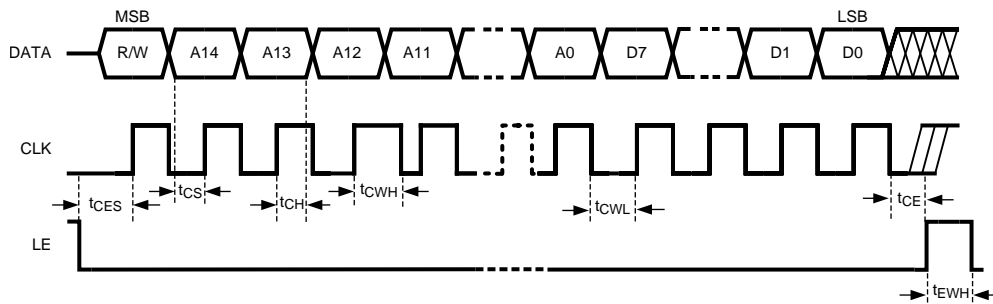 MSB LSB
DATA R/W A14 A13 A12 A11 A0 D7 D1 D0
CLK
tCES tCS tCH tCWH tCWL tCE
LE
tEWH